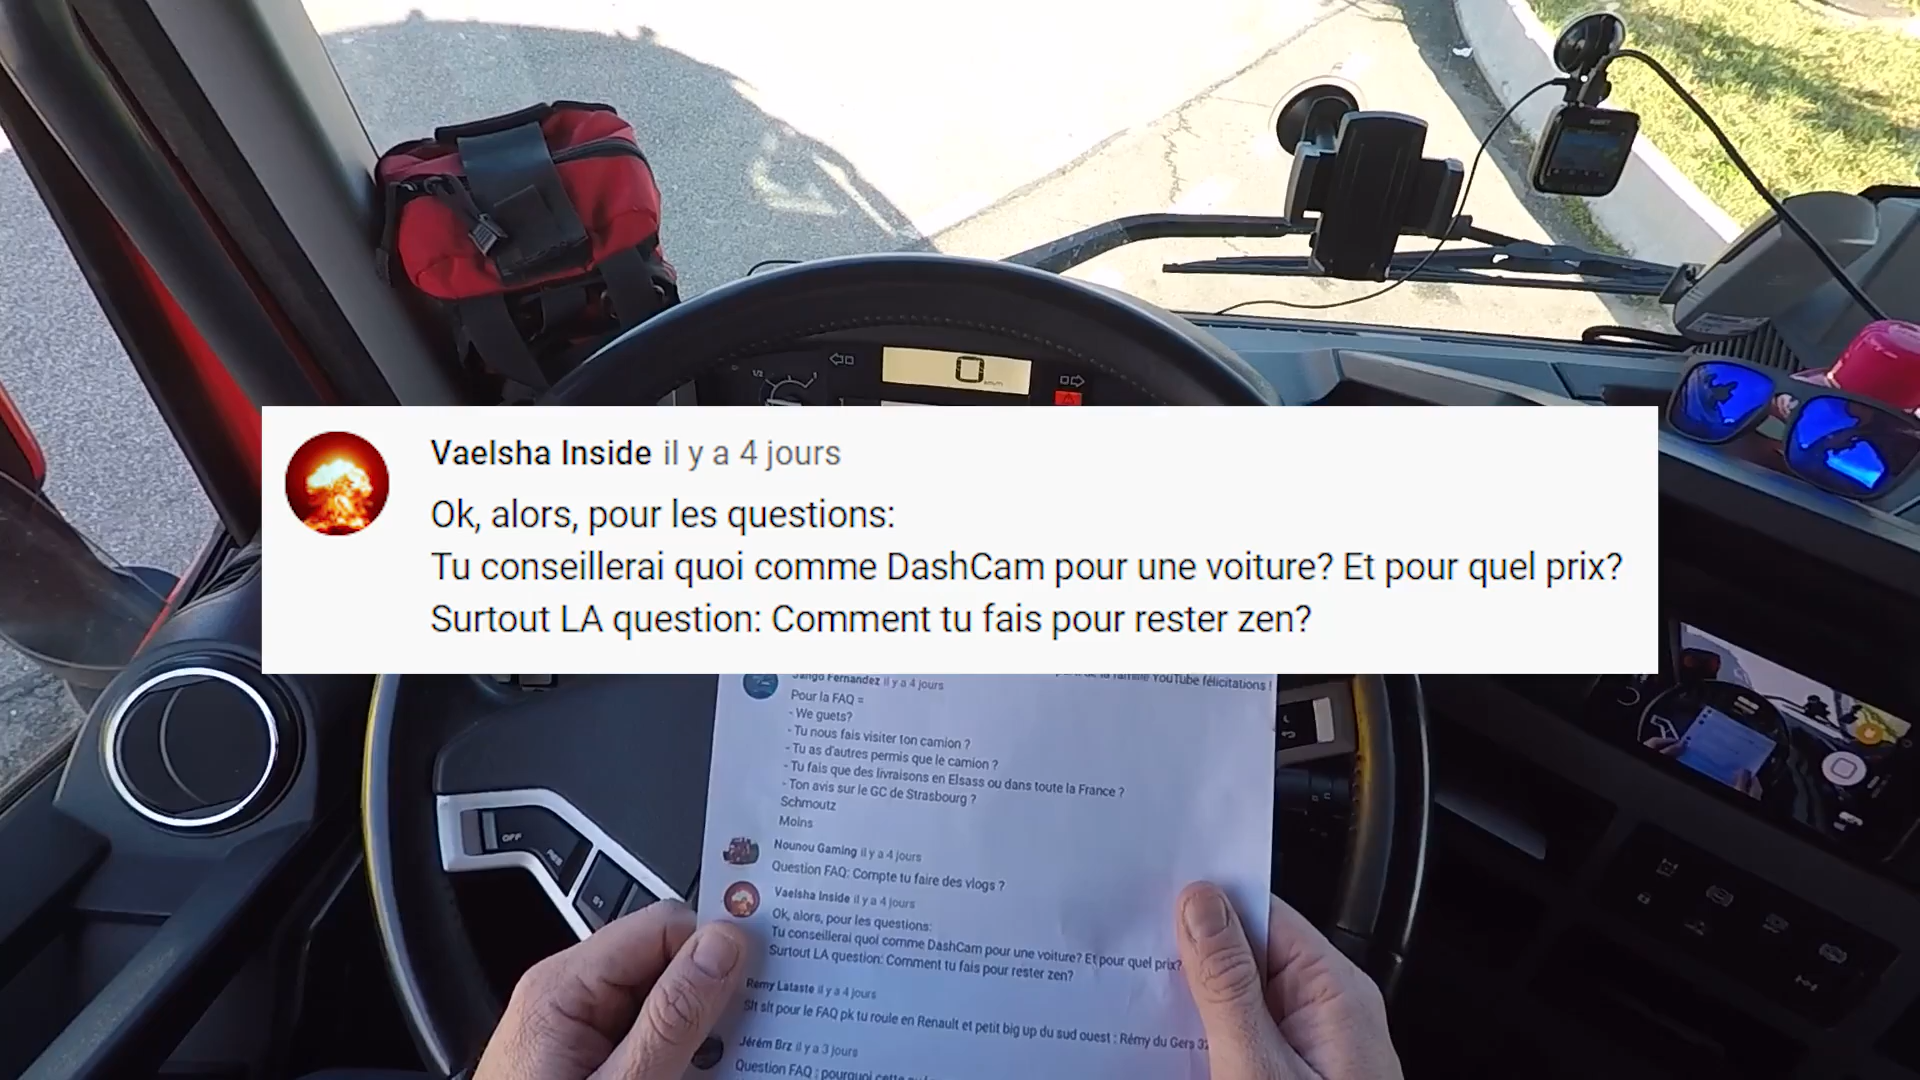 1/2
1
0
km/h
Vaelsha Inside il y a 4 jours
Ok, alors, pour les questions:
Tu conseillerai quoi comme DashCam pour une voiture? Et pour quel prix?
Surtout LA question: Comment tu fais pour rester zen?
famille YouTube félicitations !
Fernandez il y a 4 jours
Pour la FAQ =
- We guets?
- Tu nous fais visiter ton camion ?
- Tu as d'autres permis que le camion ?
- Tu fais que des livraisons en Elsass ou dans toute la France ?
- Ton avis sur le GC de Strasbourg ?
Schmoutz
Moins
Nounou Gaming il y a 4 jours
Question FAQ: Compte tu faire des vlogs ?
Vaelsha Inside il y a 4 jours
Ok, alors, pour les questions:
Tu conseillerai quoi comme DashCam pour une voiture? Et pour quel prix?
Surtout LA question: Comment tu fais pour rester zen?
Rémy Lataste il y a 4 jours
Slt slt pour le FAQ pk tu roule en Renault et petit big up du sud ouest : Rémy du Gers 32
Jérém Brz il y a 3 jours
Question FAQ : pourquoi cette
OFF
RES